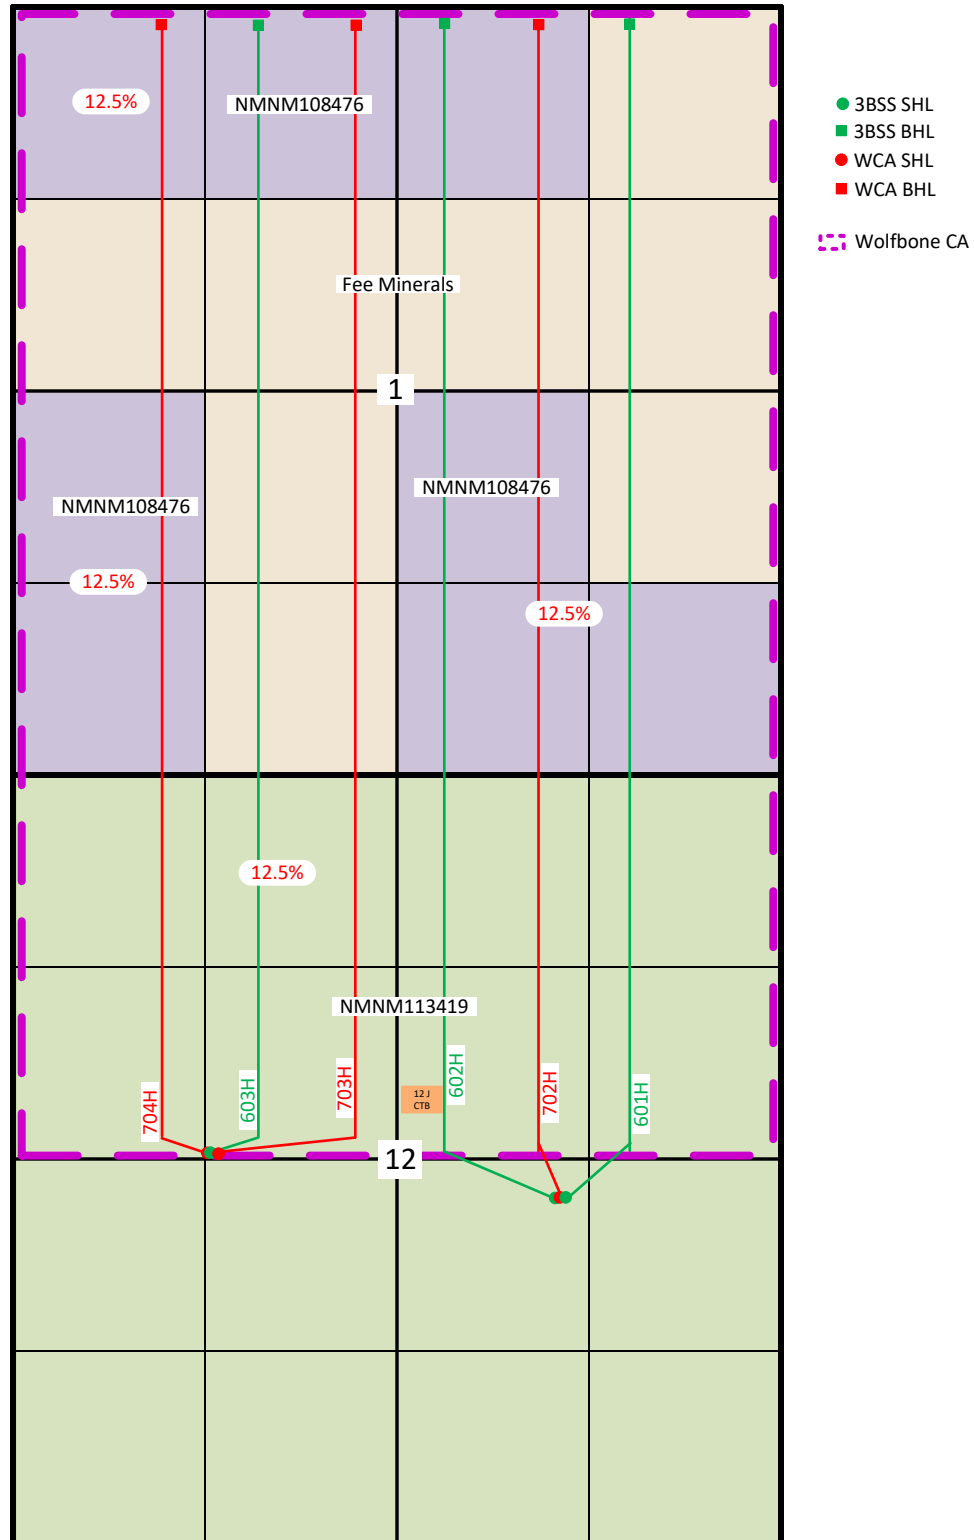 12.5%
NMNM108476
3BSS SHL
3BSS BHL
WCA SHL
WCA BHL
Wolfbone CA
Fee Minerals
1
NMNM108476
NMNM108476
12.5%
12.5%
12.5%
NMNM113419
704H
603H
703H
12 J
CTB
602H
702H
601H
12